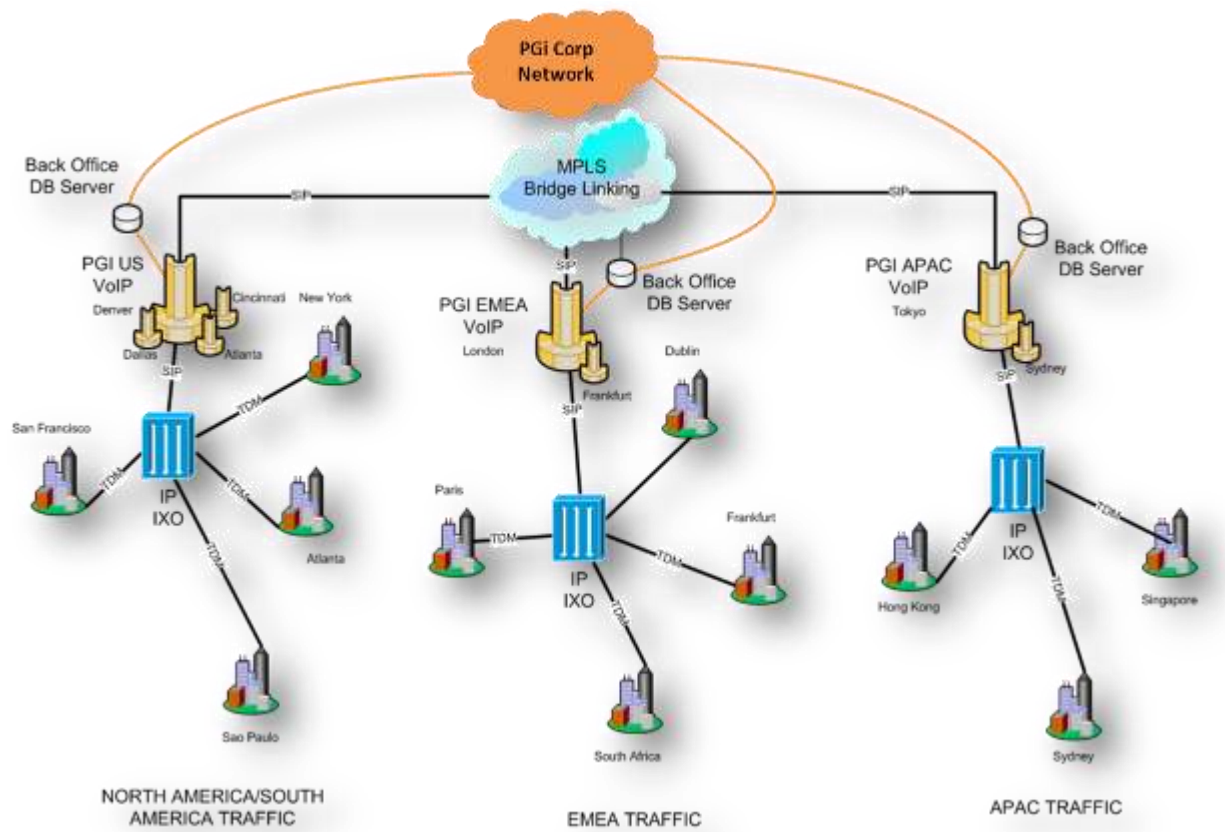 PGi Corp
Network
MPLS
Bridge Linking
Back Office
DB Server
SIP
SIP
SIP
Back Office
DB Server
Back Office
DB Server
PGI US
VoIP
Denver
Cincinnati
Dallas
Atlanta
New York
PGI EMEA
VoIP
London
Frankfurt
Dublin
PGI APAC
VoIP
Tokyo
Sydney
SIP
SIP
SIP
San Francisco
TDM
TDM
TDM
TDM
IP
IXO
Atlanta
Sao Paulo
Paris
TDM
TDM
TDM
IP
IXO
Frankfurt
South Africa
TDM
TDM
TDM
IP
IXO
Hong Kong
Singapore
Sydney
NORTH AMERICA/SOUTH
AMERICA TRAFFIC
EMEA TRAFFIC
APAC TRAFFIC